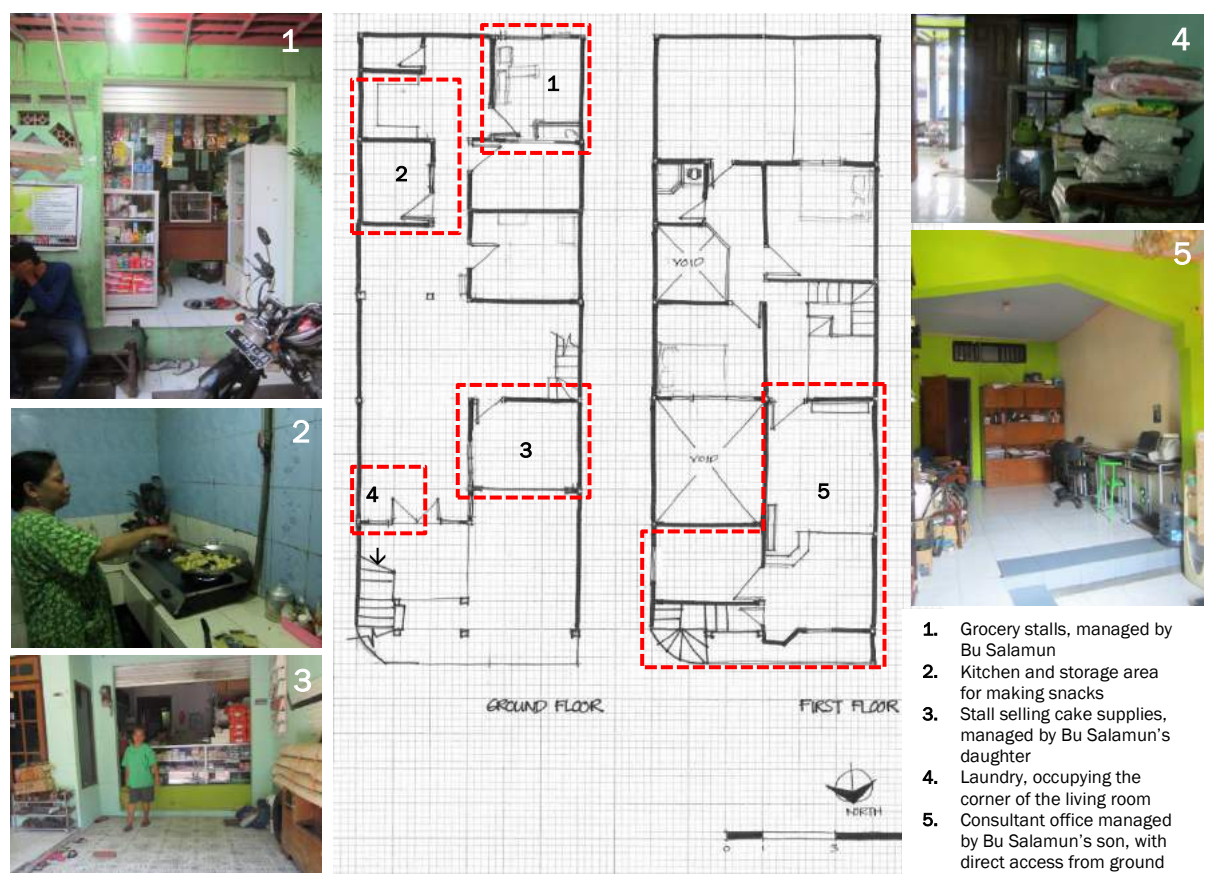 1
2
3
4
5
1
2
3
4
5
VOID
VOID
GROUND FLOOR
FIRST FLOOR
NORTH
0 1 3
1. Grocery stalls, managed by
Bu Salamun
2. Kitchen and storage area
for making snacks
3. Stall selling cake supplies,
managed by Bu Salamun's
daughter
4. Laundry, occupying the
corner of the living room
5. Consultant office managed
by Bu Salamun's son, with
direct access from ground